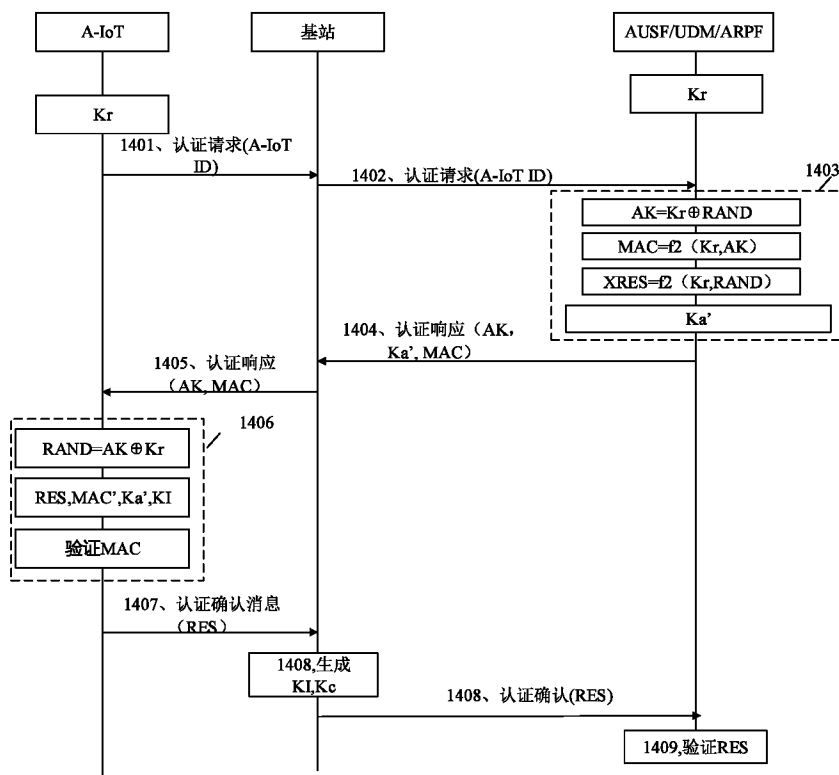 A-IoT
基站
AUSF/UDM/ARPF
Kr
Kr
1401、认证请求(A-IoT
ID)
1402、认证请求(A-IoT ID)
1403
AK=Kr⊕RAND
MAC=f2（Kr,AK）
XRES=f2（Kr,RAND）
Ka’
1404、认证响应（AK，
Ka’, MAC）
1405、认证响应
（AK, MAC）
1406
RAND=AK⊕Kr
RES,MAC’,Ka’,KI
验证MAC
1407、认证确认消息
（RES）
1408,生成
KI,Kc
1408、认证确认(RES)
1409,验证RES